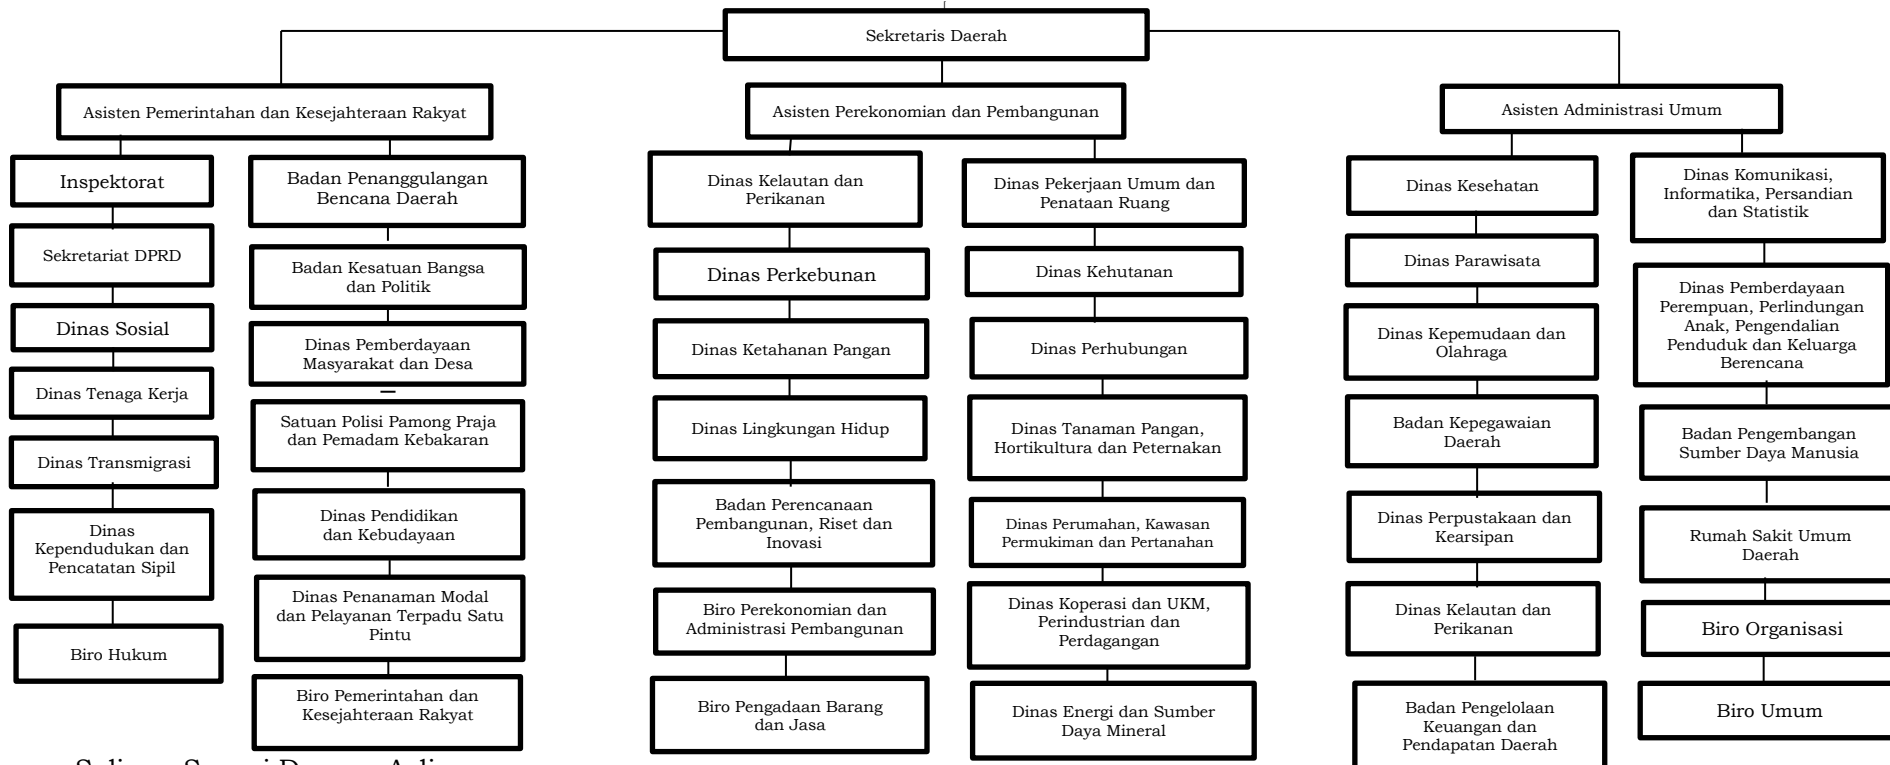 Sekretaris Daerah
Asisten Pemerintahan dan Kesejahteraan Rakyat
Inspektorat
Sekretariat DPRD
Dinas Sosial
Dinas Tenaga Kerja
Dinas Transmigrasi
Dinas
Kependudukan dan
Pencatatan Sipil
Biro Hukum
Badan Penanggulangan
Bencana Daerah
Badan Kesatuan Bangsa
dan Politik
Dinas Pemberdayaan
Masyarakat dan Desa
Satuan Polisi Pamong Praja
dan Pemadam Kebakaran
Dinas Pendidikan
dan Kebudayaan
Dinas Penanaman Modal
dan Pelayanan Terpadu Satu
Pintu
Biro Pemerintahan dan
Kesejahteraan Rakyat
Asisten Perekonomian dan Pembangunan
Dinas Kelautan dan
Perikanan
Dinas Perkebunan
Dinas Ketahanan Pangan
Dinas Lingkungan Hidup
Badan Perencanaan
Pembangunan, Riset dan
Inovasi
Biro Perekonomian dan
Administrasi Pembangunan
Biro Pengadaan Barang
dan Jasa
Dinas Pekerjaan Umum dan
Penataan Ruang
Dinas Kehutanan
Dinas Perhubungan
Dinas Tanaman Pangan,
Hortikultura dan Peternakan
Dinas Perumahan, Kawasan
Permukiman dan Pertanahan
Dinas Koperasi dan UKM,
Perindustrian dan
Perdagangan
Dinas Energi dan Sumber
Daya Mineral
Asisten Administrasi Umum
Dinas Kesehatan
Dinas Parawisata
Dinas Kepemudaan dan
Olahraga
Badan Kepegawaian
Daerah
Dinas Perpustakaan dan
Kearsipan
Dinas Kelautan dan
Perikanan
Badan Pengelolaan
Keuangan dan
Pendapatan Daerah
Dinas Komunikasi,
Informatika, Persandian
dan Statistik
Dinas Pemberdayaan
Perempuan, Perlindungan
Anak, Pengendalian
Penduduk dan Keluarga
Berencana
Badan Pengembangan
Sumber Daya Manusia
Rumah Sakit Umum
Daerah
Biro Organisasi
Biro Umum